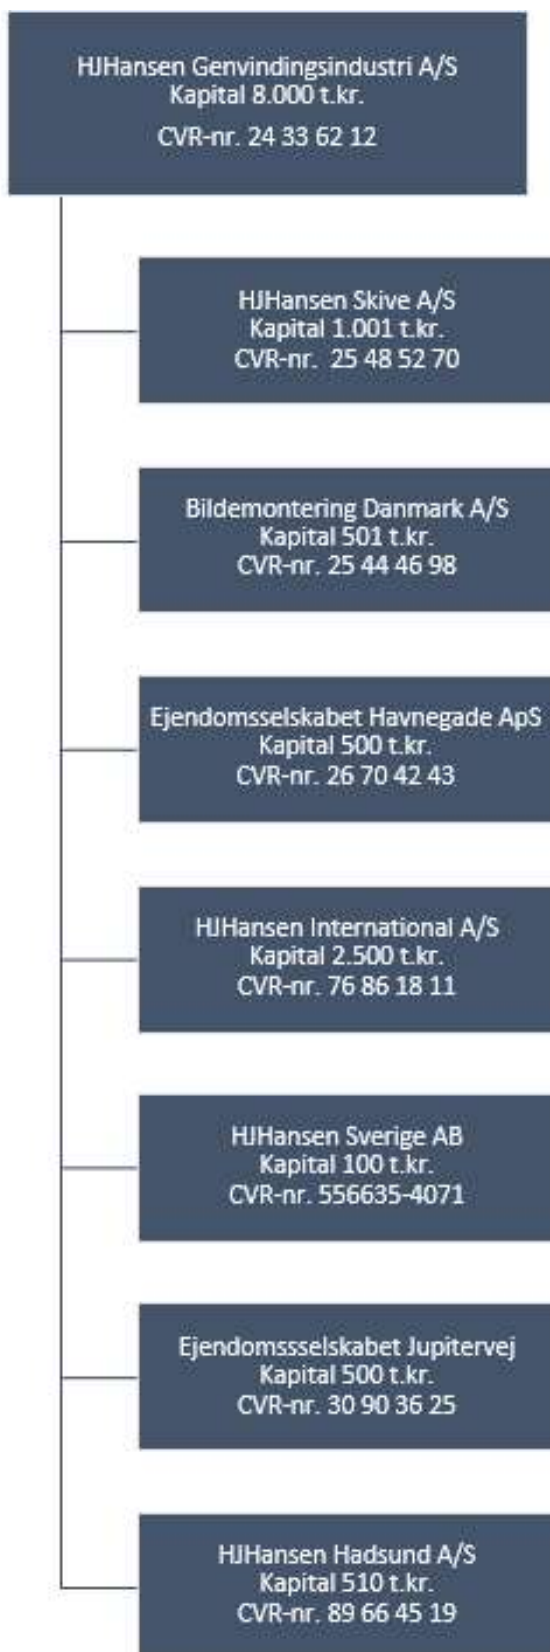 HJHansen Genvindingsindustri A/S
Kapital 8.000 t.kr.
CVR-nr. 24 33 62 12
HJHansen Skive A/S
Kapital 1.001 t.kr.
CVR-nr. 25 48 52 70
Bildemontering Danmark A/S
Kapital 501 t.kr.
CVR-nr. 25 44 46 98
Ejendomsselskabet Havnegade ApS
Kapital 500 t.kr.
CVR-nr. 26 70 42 43
HJHansen International A/S
Kapital 2.500 t.kr.
CVR-nr. 76 86 18 11
HJHansen Sverige AB
Kapital 100 t.kr.
CVR-nr. 556635-4071
Ejendomssselskabet Jupitervej
Kapital 500 t.kr.
CVR-nr. 30 90 36 25
HJHansen Hadsund A/S
Kapital 510 t.kr.
CVR-nr. 89 66 45 19